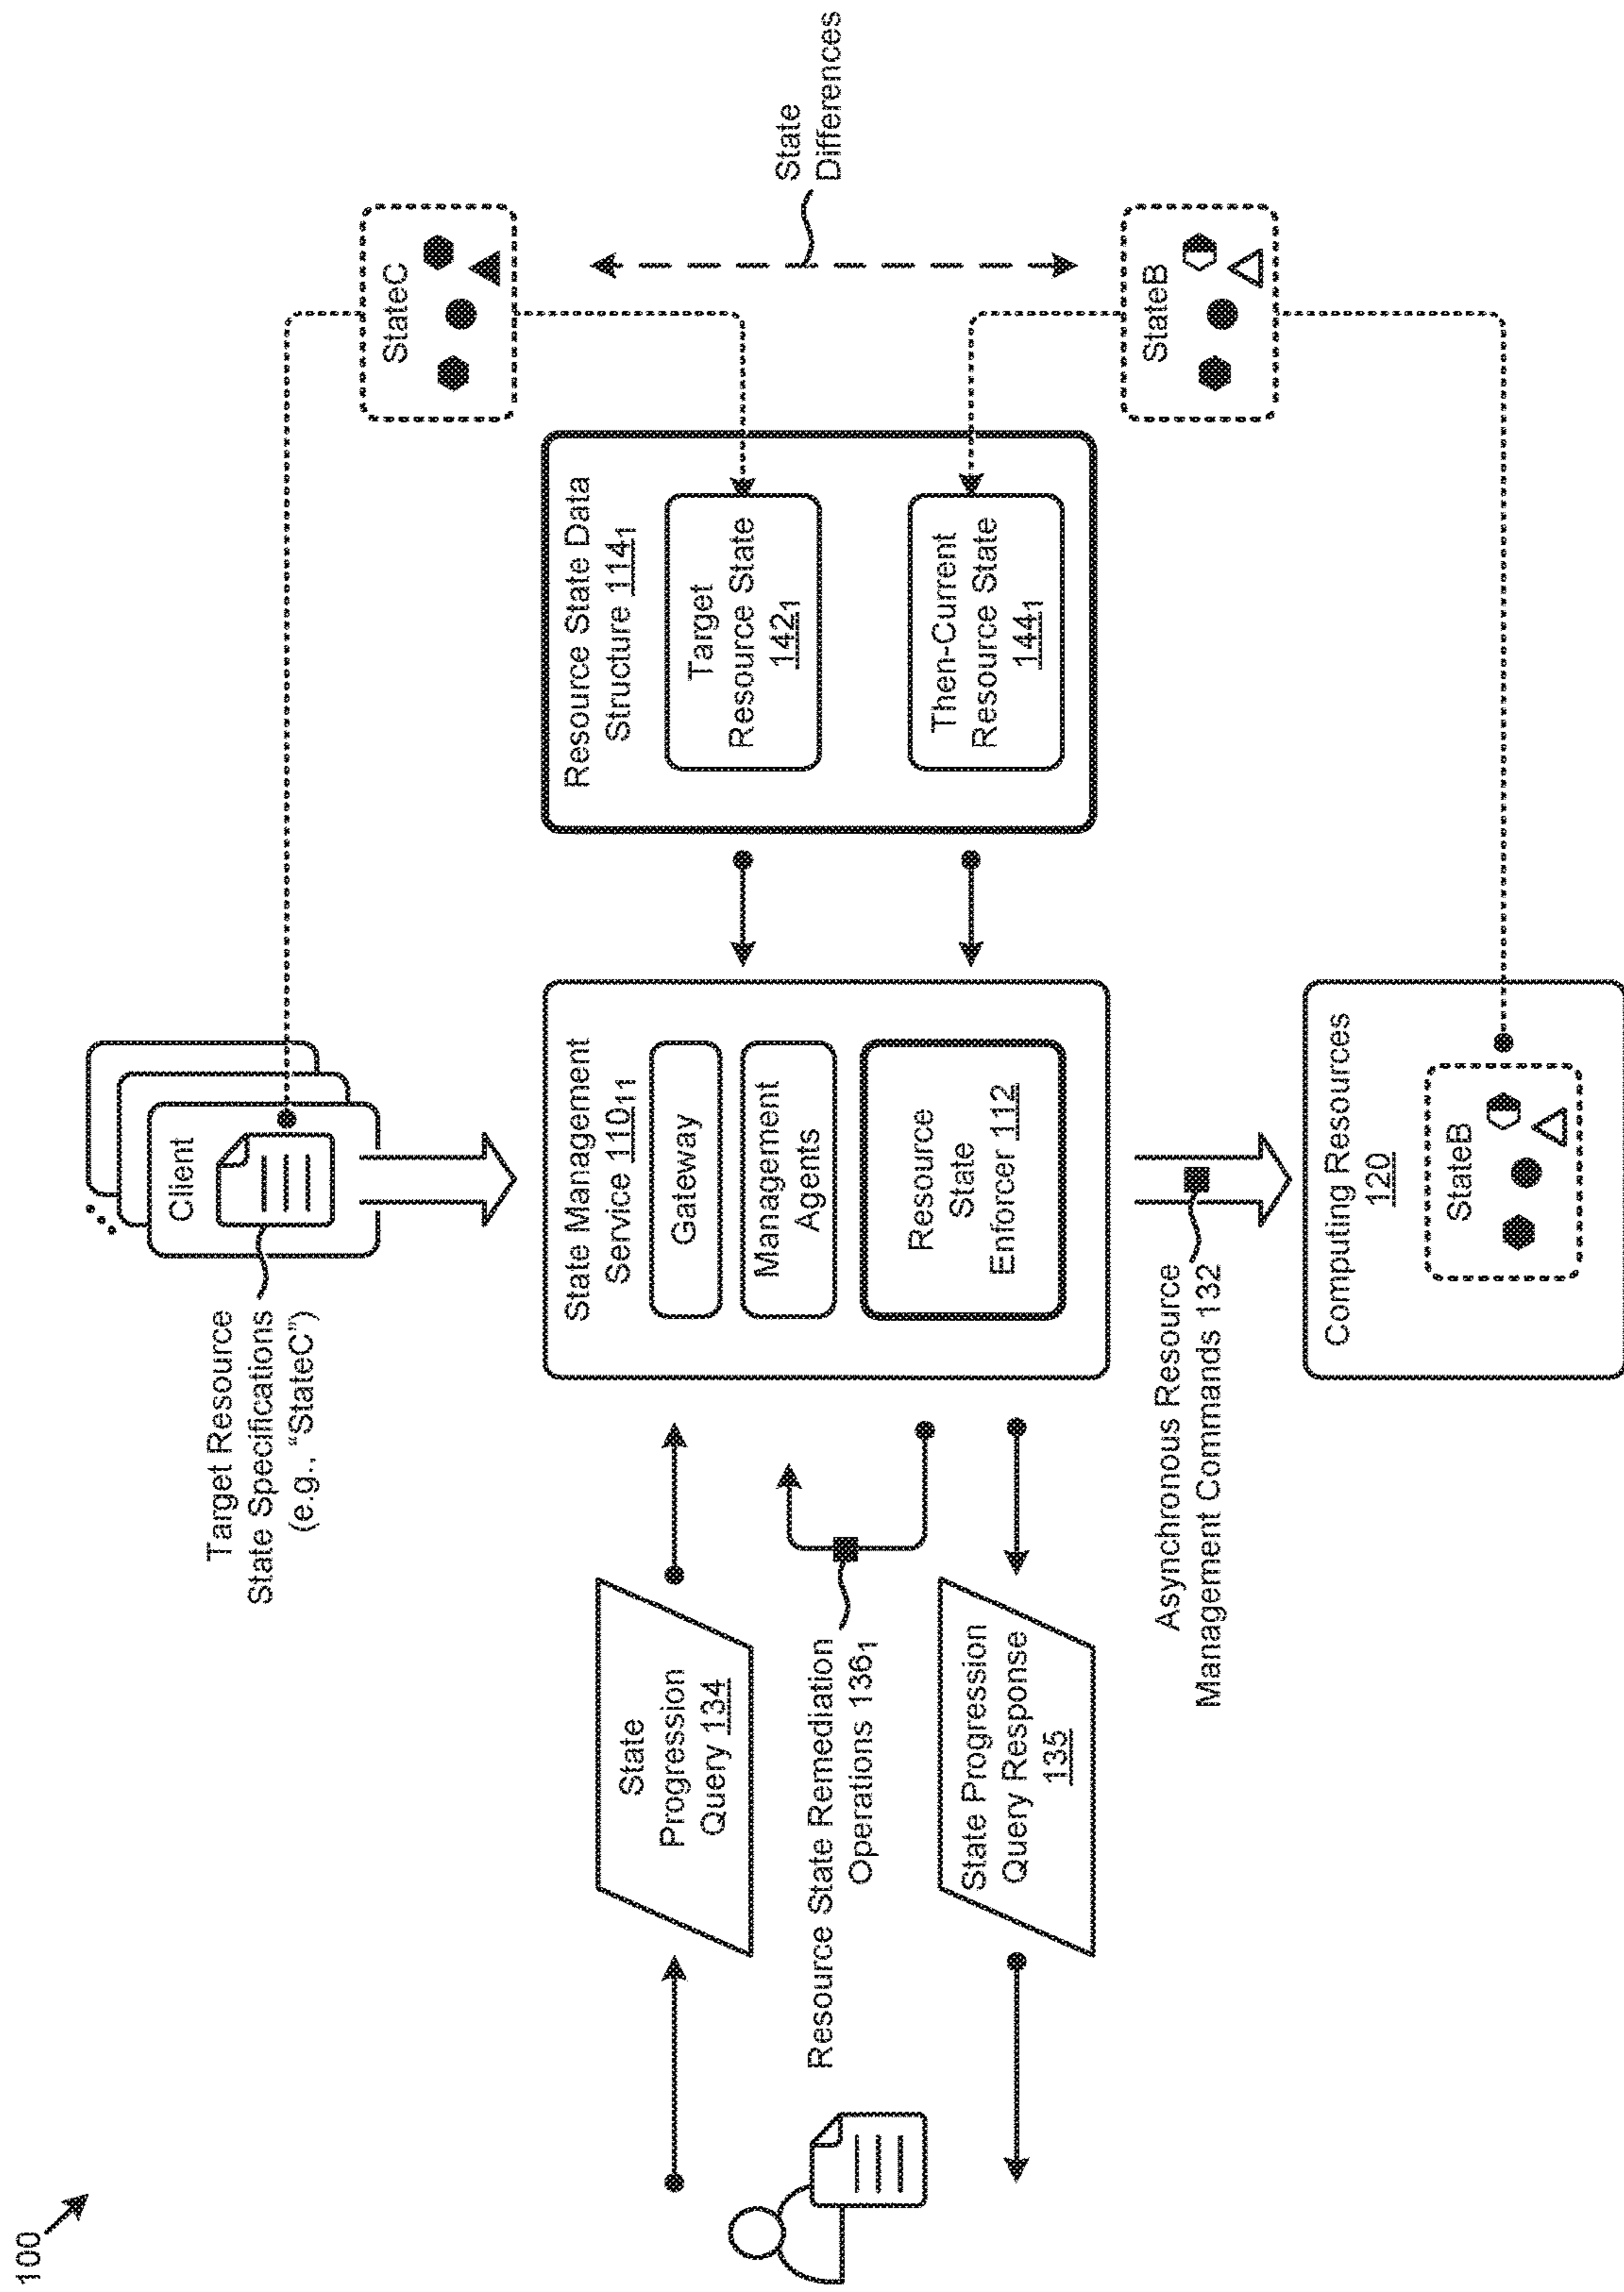 100
Target Resource
State Specifications
(e.g., “StateC”)
Client
StateC
State
Progression
Query 134
State Management
Service 110₁₁
Gateway
Management
Agents
Resource
State
Enforcer 112
Resource State Data
Structure 114₁
Target
Resource State
142₁
Then-Current
Resource State
144₁
State
Differences
Resource State Remediation
Operations 136₁
State Progression
Query Response
135
Asynchronous Resource
Management Commands 132
StateB
Computing Resources
120
StateB